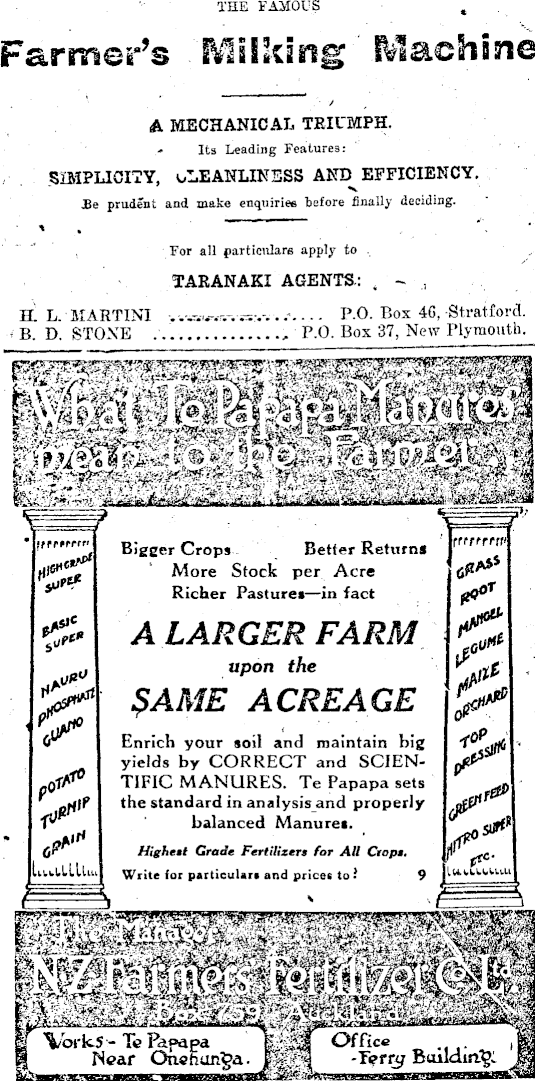 THE FAMOUS
Farmer's Milking Machine
A MECHANICAL TRIUMPH.
Its Leading Features:
SIMPLICITY, CLEANLINESS AND EFFICIENCY.
Be prudent and make enquiries before finally deciding.
For all particulars apply to
TARANAKI AGENTS:
H. L. MARTINI .................. P.O. Box 46, Stratford.
B. D. STONE ................ P.O. Box 37, New Plymouth.
What Te Papapa Manures
mean to the Farmer
HIGH GRADE
SUPER
BASIC
SUPER
NAURU
PHOSPHATE
GUANO
POTATO
TURNIP
GRAIN
Bigger Crops Better Returns
More Stock per Acre
Richer Pastures—in fact
A LARGER FARM
upon the
SAME ACREAGE
Enrich your soil and maintain big
yields by CORRECT and SCIEN-
TIFIC MANURES. Te Papapa sets
the standard in analysis and properly
balanced Manures.
Highest Grade Fertilizers for All Crops.
Write for particulars and prices to: 9
GRASS
ROOT
MANGEL
LEGUME
MAIZE
ORCHARD
TOP
DRESSING
GREEN FEED
NITRO SUPER
ETC.
The Manager
N.Z. Farmers' Fertilizer Co. Ltd.
Box Auckland
Works - Te Papapa
Near Onehunga.
Office
- Ferry Building.